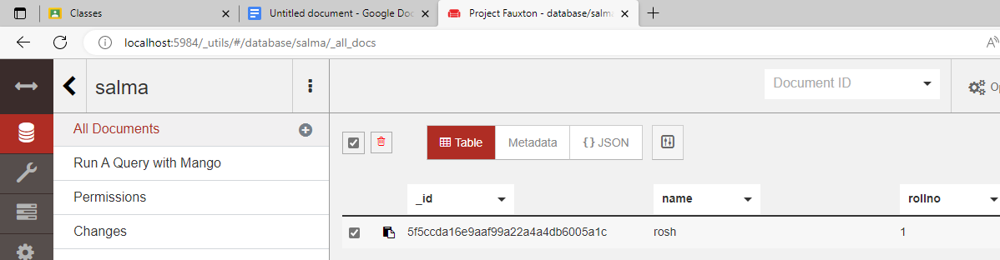 Classes
Untitled document - Google Doc
Project Fauxton - database/salma
localhost:5984/_utils/#/database/salma/_all_docs
A
salma
Document ID
Op
All Documents
Table
Metadata
{} JSON
Run A Query with Mango
_id
name
rollno
Permissions
Changes
5f5ccda16e9aaf99a22a4a4db6005a1c
rosh
1